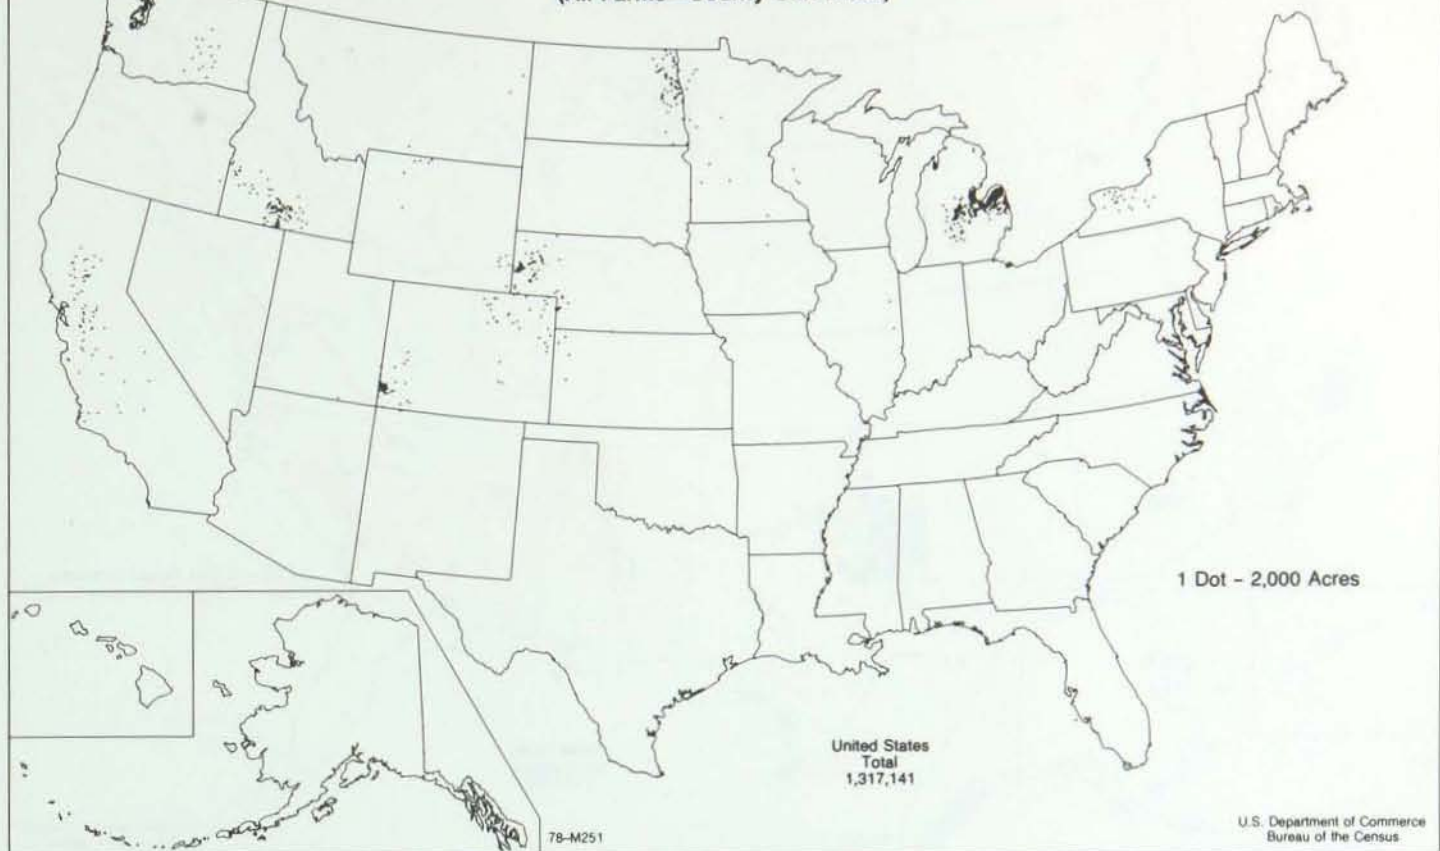 1 Dot – 2,000 Acres
United States
Total
1,317,141
78–M251
U.S. Department of Commerce
Bureau of the Census